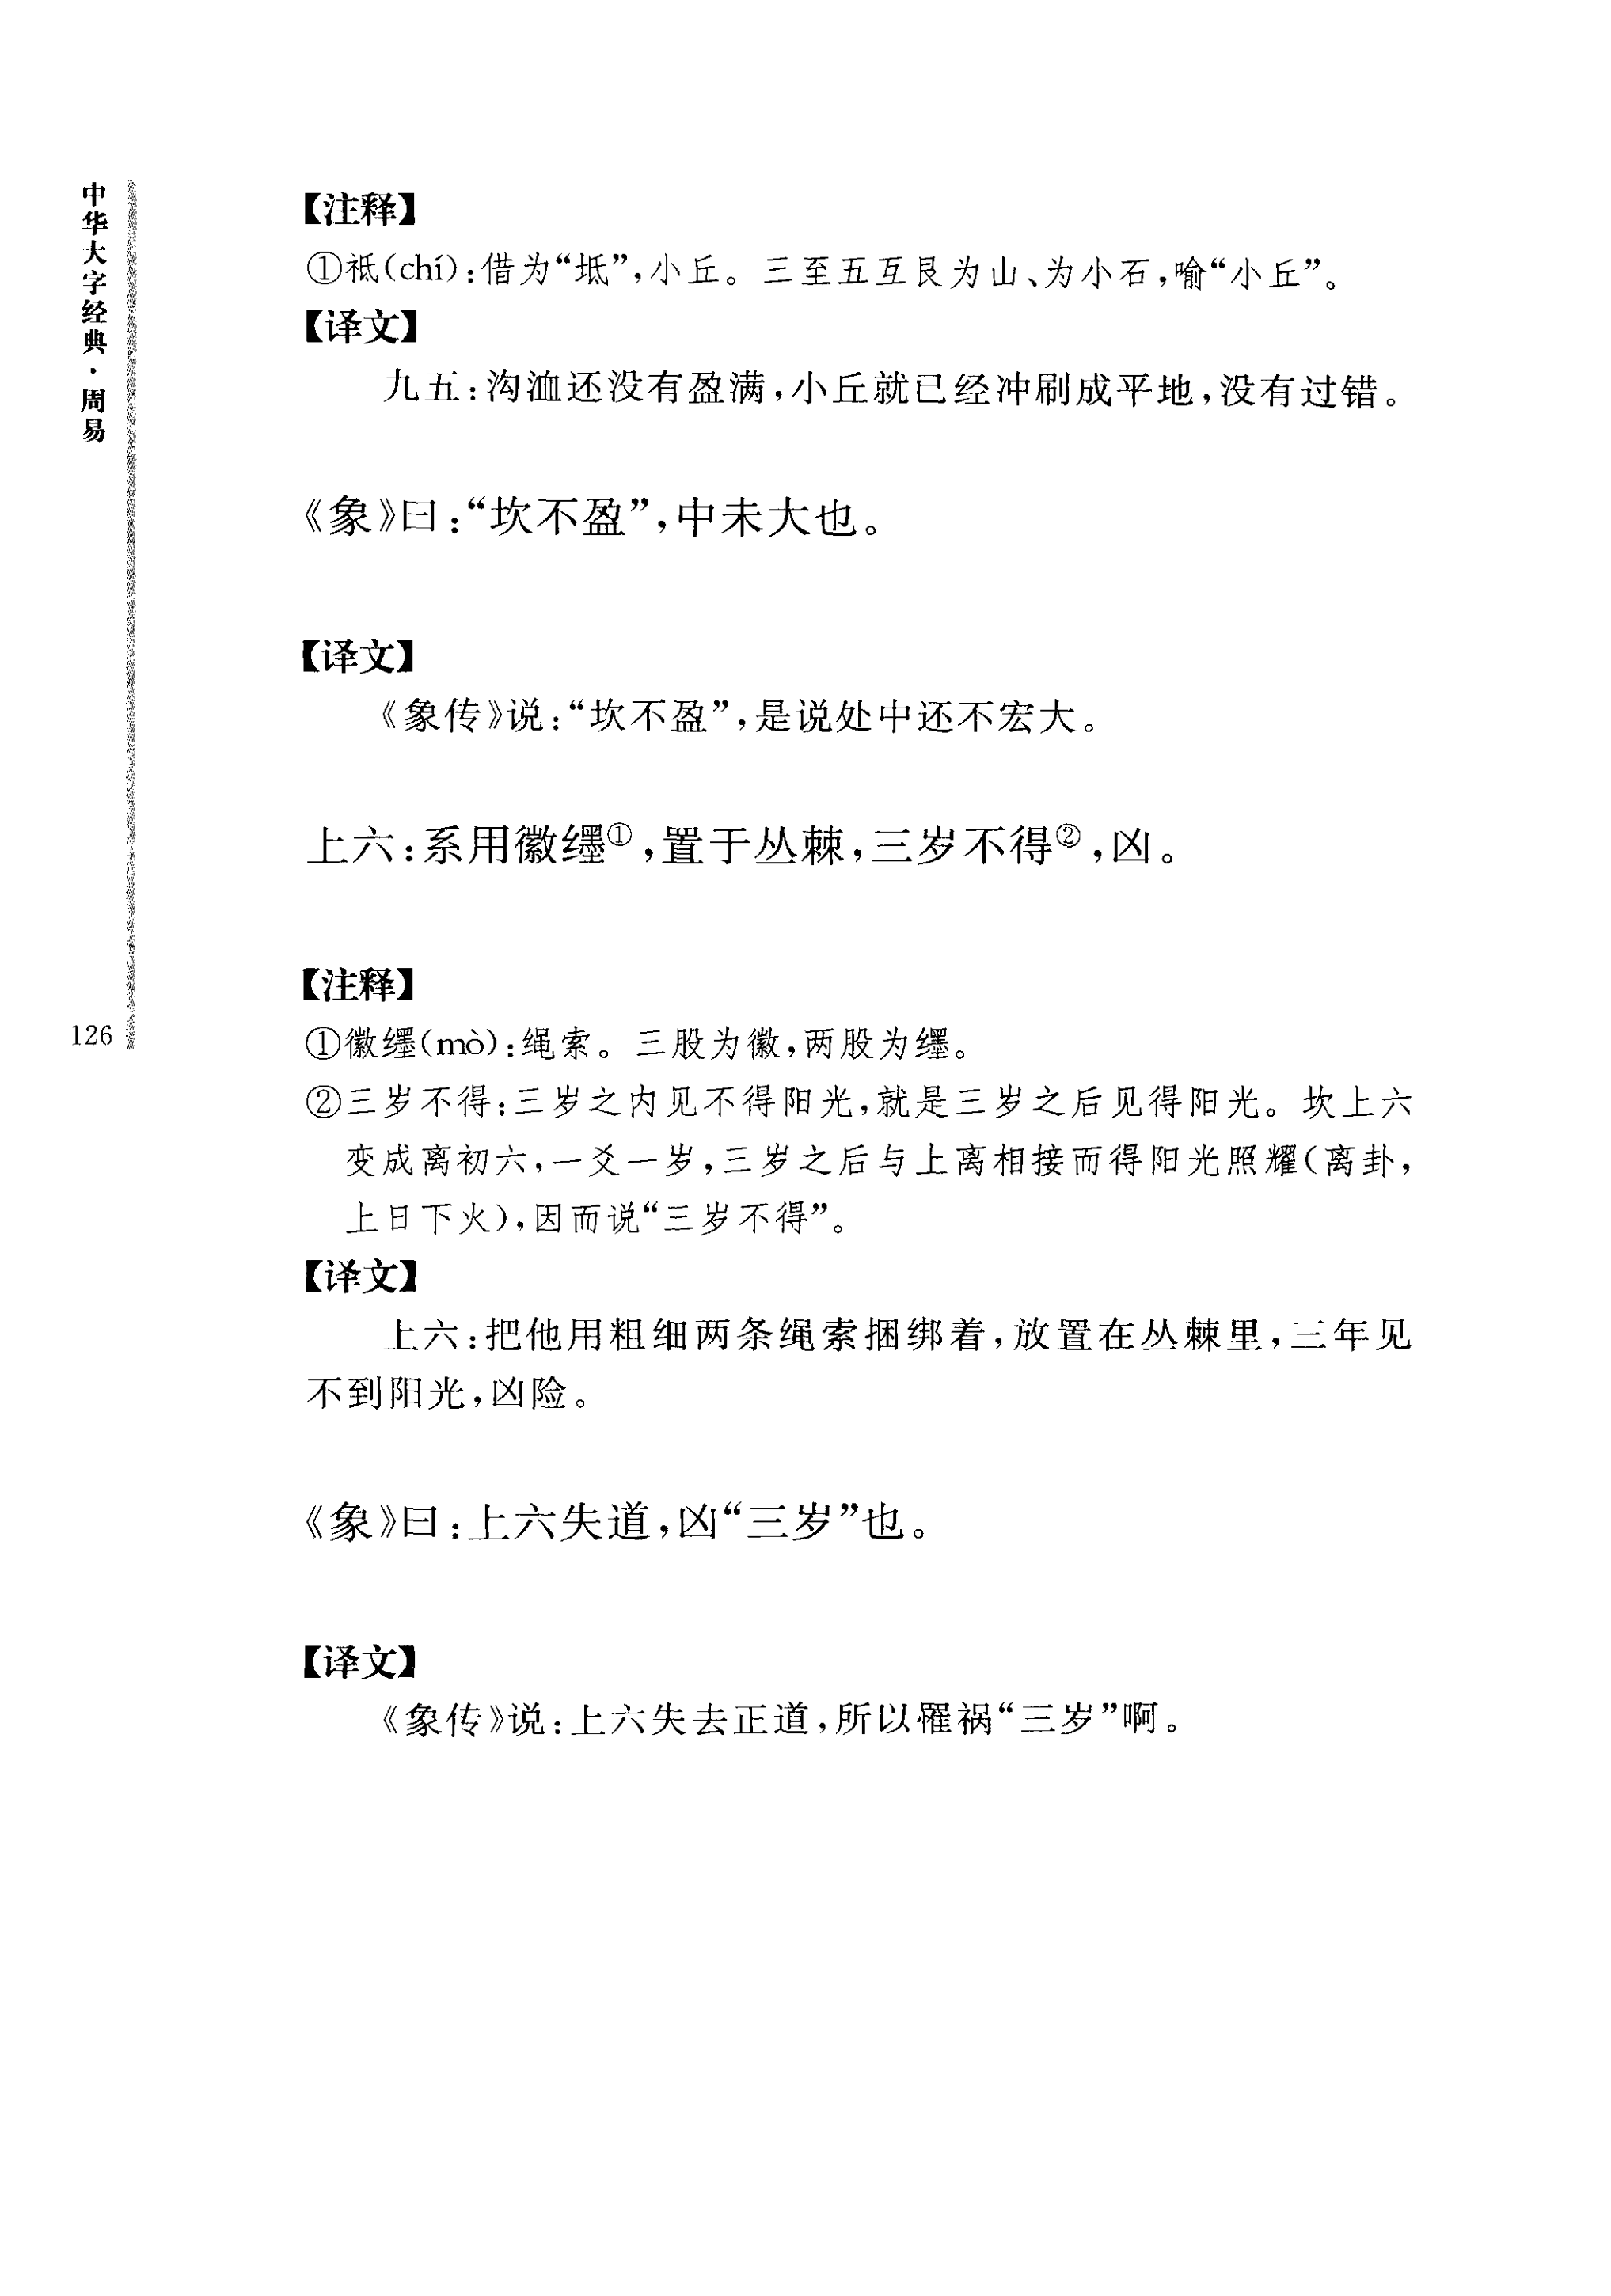 中华大字经典·周易
126
【注释】
①祗(chí):借为“坻”,小丘。三至五互艮为山、为小石,喻“小丘”。
【译文】
九五:沟洫还没有盈满,小丘就已经冲刷成平地,没有过错。
《象》曰:“坎不盈”,中未大也。
【译文】
《象传》说:“坎不盈”,是说处中还不宏大。
上六:系用徽纆①,置于丛棘,三岁不得②,凶。
【注释】
①徽纆(mò):绳索。三股为徽,两股为纆。
②三岁不得:三岁之内见不得阳光,就是三岁之后见得阳光。坎上六
变成离初六,一爻一岁,三岁之后与上离相接而得阳光照耀(离卦,
上日下火),因而说“三岁不得”。
【译文】
上六:把他用粗细两条绳索捆绑着,放置在丛棘里,三年见
不到阳光,凶险。
《象》曰:上六失道,凶“三岁”也。
【译文】
《象传》说:上六失去正道,所以罹祸“三岁”啊。